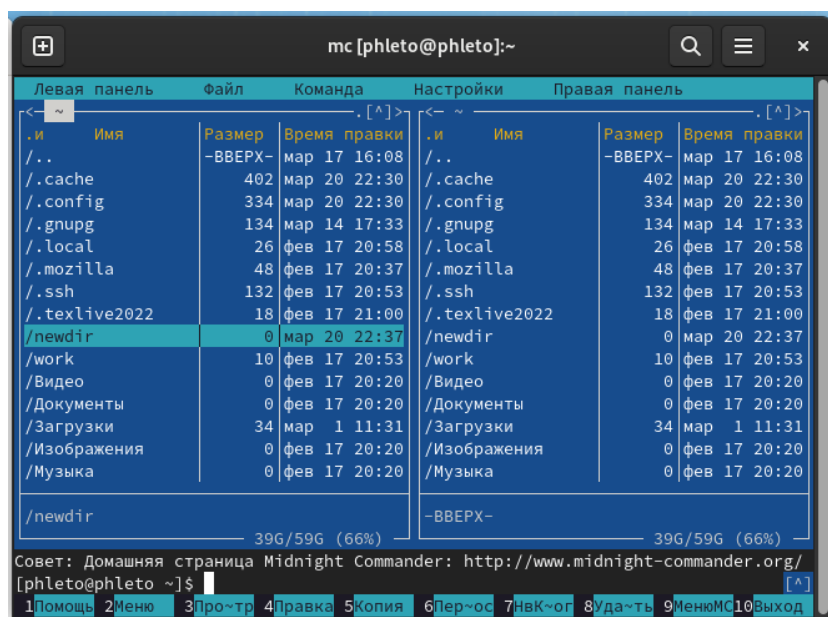 mc [phleto@phleto]:~
Левая панель Файл Команда Настройки Правая панель
<- ~ .[^]> <- ~ .[^]>
.и Имя Размер Время правки .и Имя Размер Время правки
/.. -ВВЕРХ- мар 17 16:08 /.. -ВВЕРХ- мар 17 16:08
/.cache 402 мар 20 22:30 /.cache 402 мар 20 22:30
/.config 334 мар 20 22:30 /.config 334 мар 20 22:30
/.gnupg 134 мар 14 17:33 /.gnupg 134 мар 14 17:33
/.local 26 фев 17 20:58 /.local 26 фев 17 20:58
/.mozilla 48 фев 17 20:37 /.mozilla 48 фев 17 20:37
/.ssh 132 фев 17 20:53 /.ssh 132 фев 17 20:53
/.texlive2022 18 фев 17 21:00 /.texlive2022 18 фев 17 21:00
/newdir 0 мар 20 22:37 /newdir 0 мар 20 22:37
/work 10 фев 17 20:53 /work 10 фев 17 20:53
/Видео 0 фев 17 20:20 /Видео 0 фев 17 20:20
/Документы 0 фев 17 20:20 /Документы 0 фев 17 20:20
/Загрузки 34 мар 1 11:31 /Загрузки 34 мар 1 11:31
/Изображения 0 фев 17 20:20 /Изображения 0 фев 17 20:20
/Музыка 0 фев 17 20:20 /Музыка 0 фев 17 20:20
/newdir -ВВЕРХ-
39G/59G (66%) 39G/59G (66%)
Совет: Домашняя страница Midnight Commander: http://www.midnight-commander.org/
[phleto@phleto ~]$ [^]
1Помощь 2Меню 3Про~тр 4Правка 5Копия 6Пер~ос 7НвК~ог 8Уда~ть 9МенюMC 10Выход